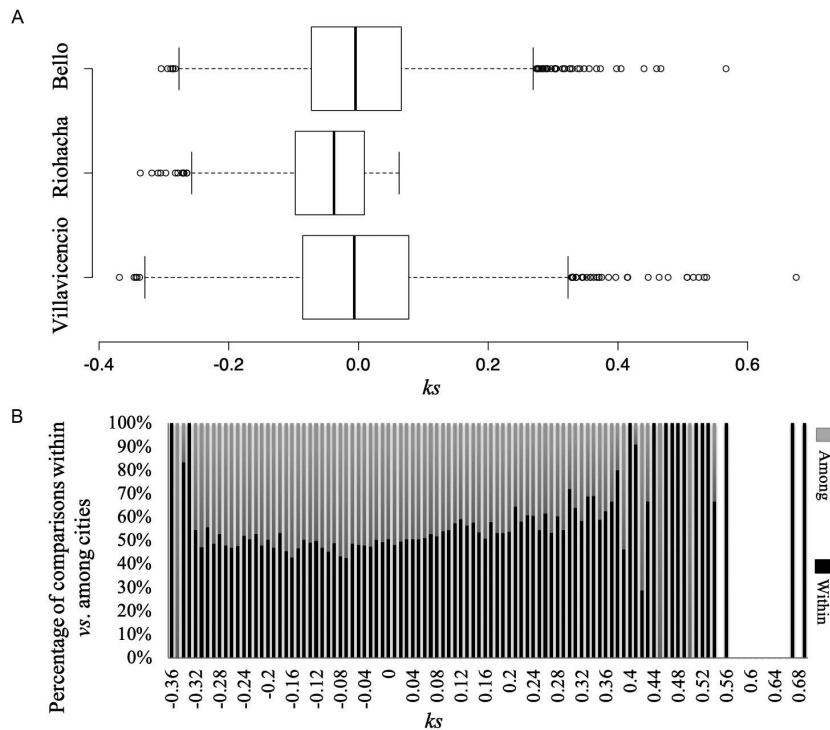 A
Bello
Riohacha
Villavicencio
-0.4 -0.2 0.0 0.2 0.4 0.6
ks
B
Percentage of comparisons within
vs. among cities
100%
90%
80%
70%
60%
50%
40%
30%
20%
10%
0%
-0.36 -0.32 -0.28 -0.24 -0.2 -0.16 -0.12 -0.08 -0.04 0 0.04 0.08 0.12 0.16 0.2 0.24 0.28 0.32 0.36 0.4 0.44 0.48 0.52 0.56 0.6 0.64 0.68
ks
Among
Within